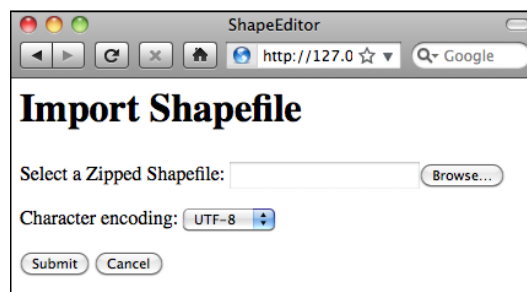 ShapeEditor
http://127.0 Google
Import Shapefile
Select a Zipped Shapefile: Browse...
Character encoding: UTF-8
Submit Cancel